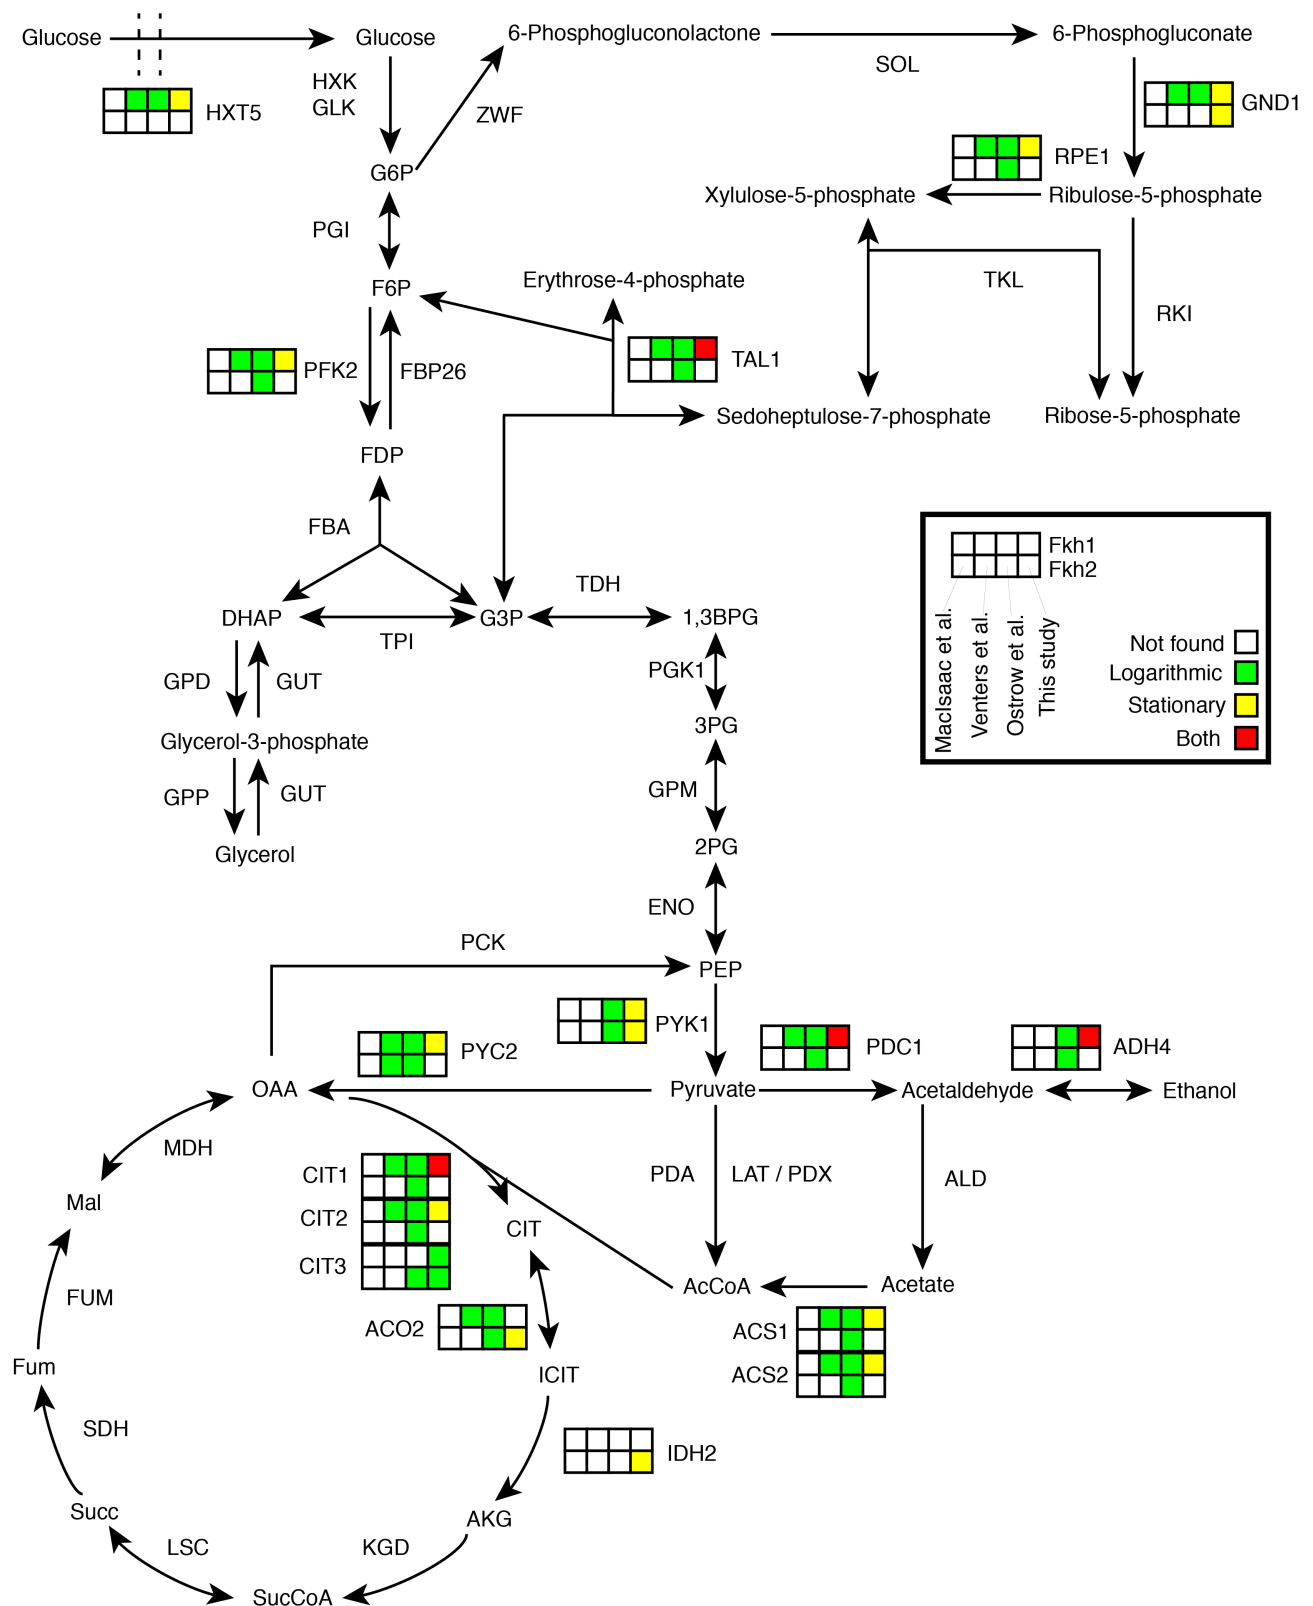 Glucose
Glucose
6-Phosphogluconolactone
6-Phosphogluconate
SOL
HXK
GLK
HXT5
ZWF
GND1
G6P
RPE1
Xylulose-5-phosphate
Ribulose-5-phosphate
PGI
F6P
Erythrose-4-phosphate
TKL
RKI
PFK2
FBP26
TAL1
Sedoheptulose-7-phosphate
Ribose-5-phosphate
FDP
FBA
Fkh1
Fkh2
MacIsaac et al.
Venters et al.
Ostrow et al.
This study
Not found
Logarithmic
Stationary
Both
TDH
DHAP
G3P
1,3BPG
TPI
PGK1
GPD
GUT
3PG
Glycerol-3-phosphate
GPM
GPP
GUT
2PG
Glycerol
ENO
PCK
PEP
PYK1
PYC2
PDC1
ADH4
OAA
Pyruvate
Acetaldehyde
Ethanol
MDH
CIT1
PDA
LAT / PDX
ALD
Mal
CIT2
CIT
CIT3
AcCoA
Acetate
FUM
ACO2
ACS1
Fum
ICIT
ACS2
SDH
IDH2
Succ
AKG
LSC
KGD
SucCoA